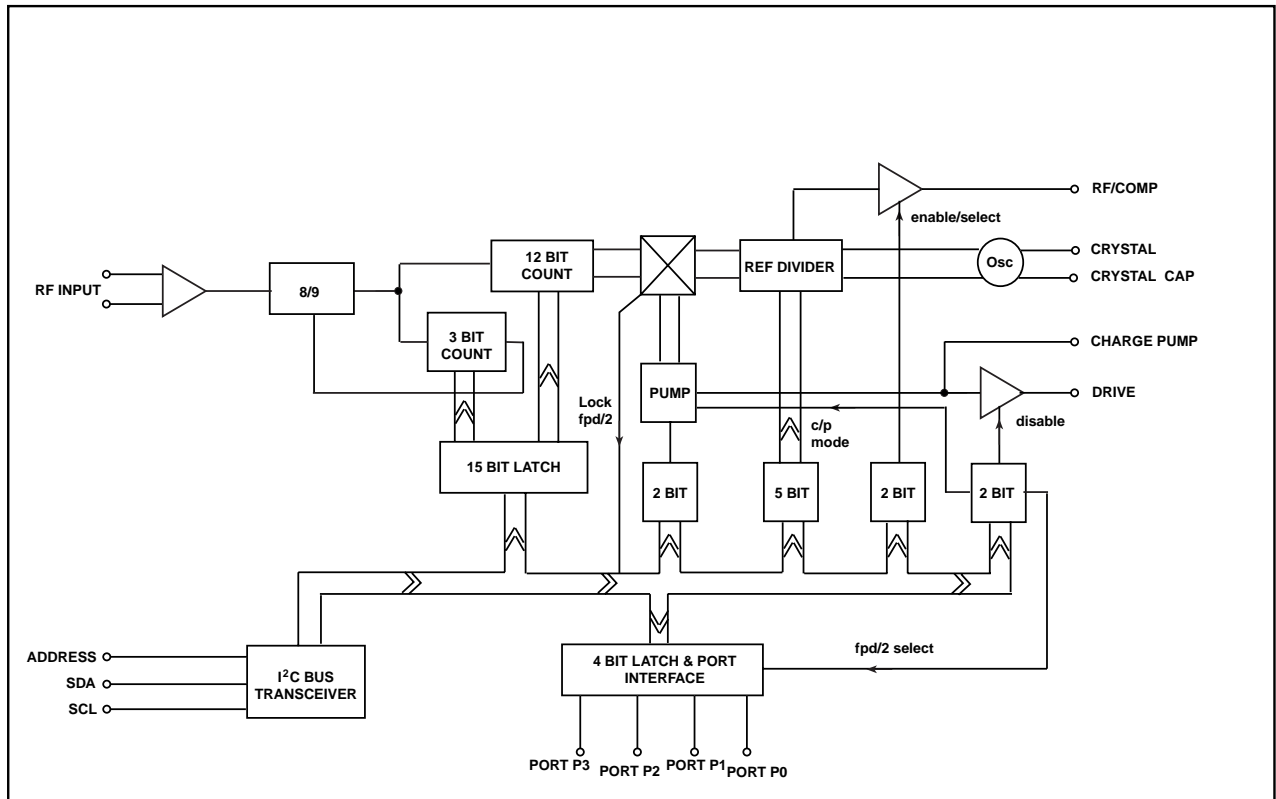 RF/COMP
enable/select
12 BIT
COUNT
REF DIVIDER
Osc
CRYSTAL
CRYSTAL CAP
RF INPUT
8/9
3 BIT
COUNT
CHARGE PUMP
PUMP
DRIVE
Lock
fpd/2
c/p
mode
disable
15 BIT LATCH
2 BIT
5 BIT
2 BIT
2 BIT
ADDRESS
SDA
SCL
I²C BUS
TRANSCEIVER
4 BIT LATCH & PORT
INTERFACE
fpd/2 select
PORT P3
PORT P2
PORT P1
PORT P0